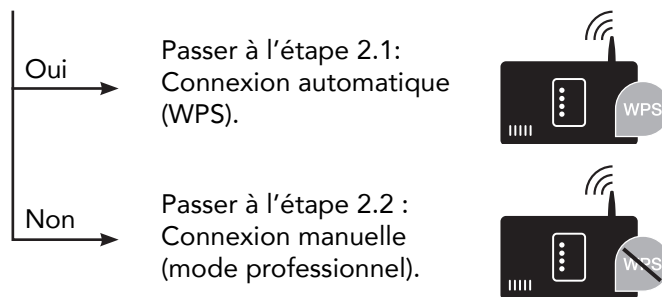 Oui
Passer à l'étape 2.1:
Connexion automatique
(WPS).
WPS
Non
Passer à l'étape 2.2 :
Connexion manuelle
(mode professionnel).
WPS